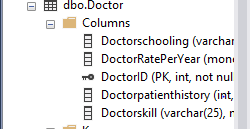 dbo.Doctor
Columns
Doctorschooling (varchar
DoctorRatePerYear (mone
DoctorID (PK, int, not nul
Doctorpatienthistory (int,
Doctorskill (varchar(25), n